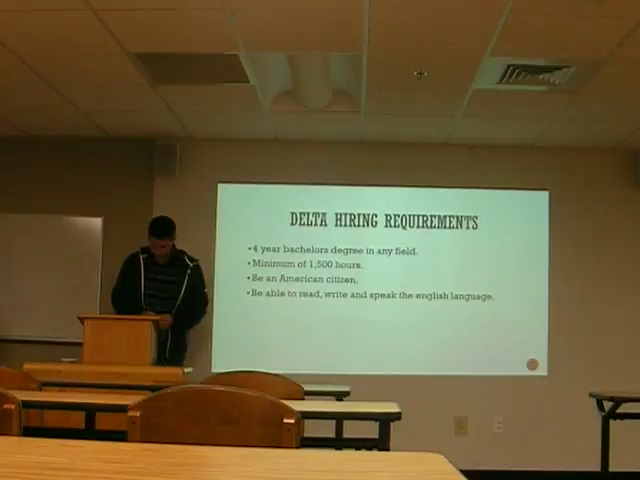 DELTA HIRING REQUIREMENTS
• 4 year bachelors degree in any field.
• Minimum of 1,500 hours.
• Be an American citizen.
• Be able to read, write and speak the english language.